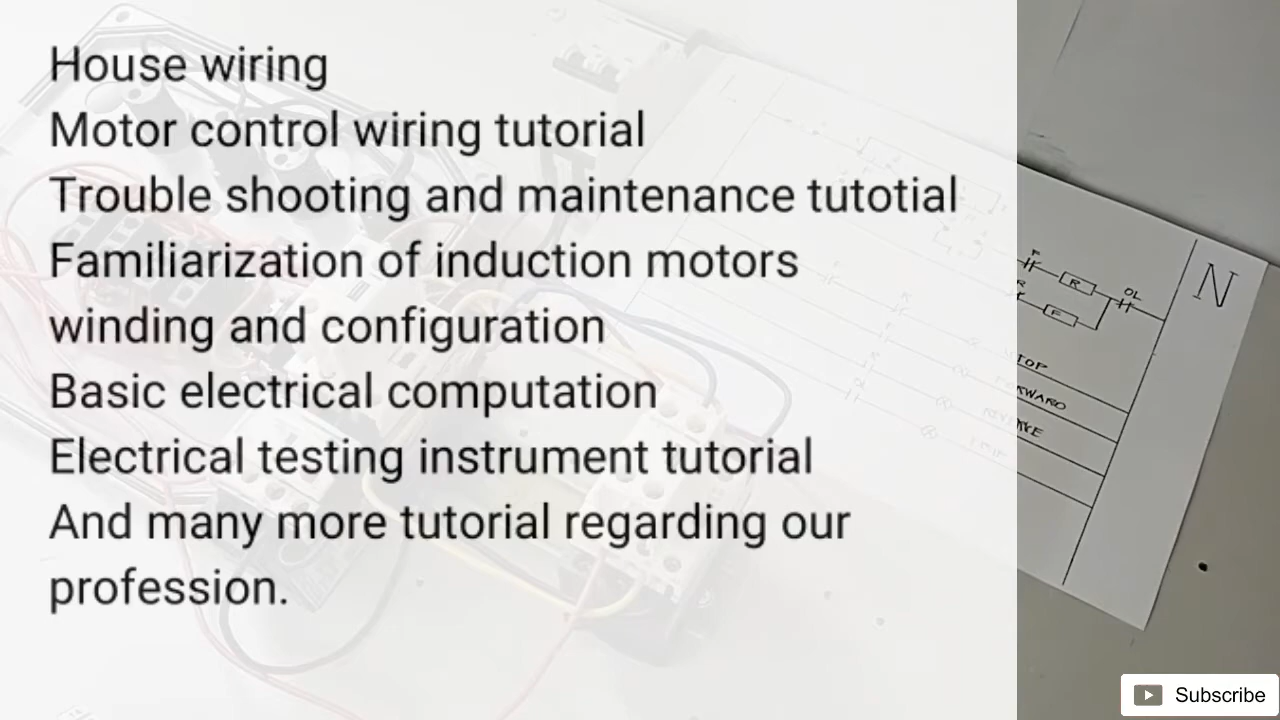 House wiring
Motor control wiring tutorial
Trouble shooting and maintenance tutotial
Familiarization of induction motors
winding and configuration
Basic electrical computation
Electrical testing instrument tutorial
And many more tutorial regarding our
profession.
N
F
R
OL
R
F
Subscribe